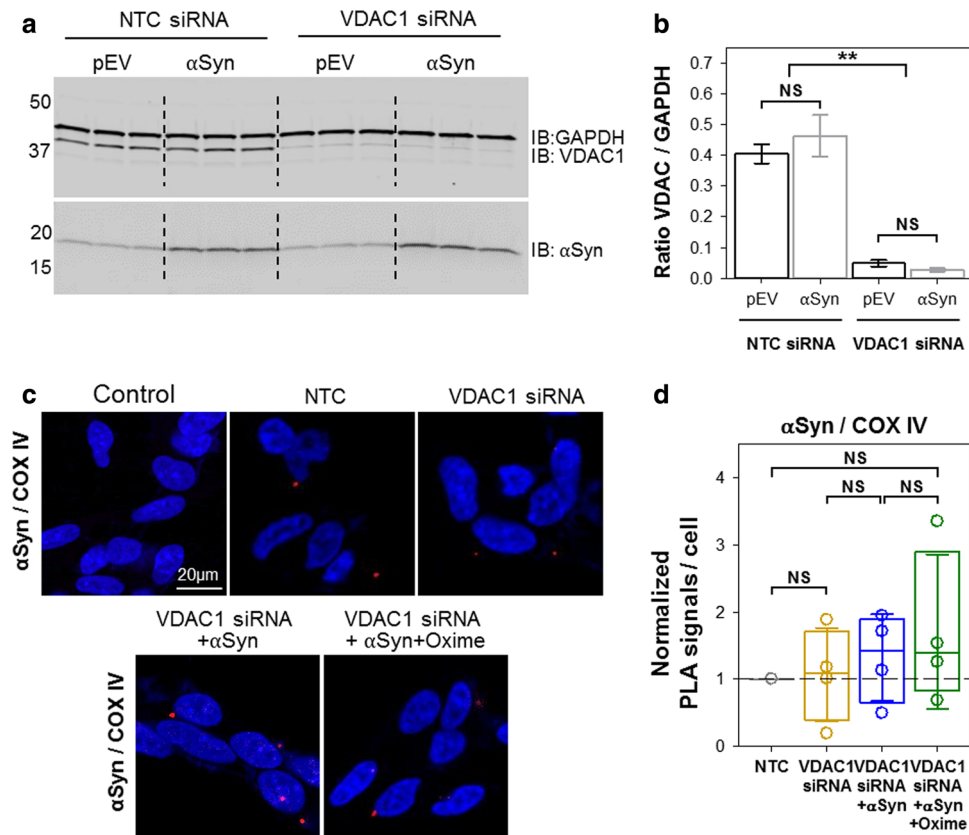 a
NTC siRNA
VDAC1 siRNA
pEV
αSyn
pEV
αSyn
50
37
IB:GAPDH
IB: VDAC1
20
15
IB: αSyn
b
Ratio VDAC / GAPDH
0.7
0.6
0.5
0.4
0.3
0.2
0.1
0.0
**
NS
NS
pEV
αSyn
pEV
αSyn
NTC siRNA
VDAC1 siRNA
c
Control
NTC
VDAC1 siRNA
αSyn / COX IV
20µm
VDAC1 siRNA
+αSyn
VDAC1 siRNA
+ αSyn+Oxime
αSyn / COX IV
d
αSyn / COX IV
Normalized
PLA signals / cell
4
3
2
1
0
NS
NS
NS
NS
NTC
VDAC1
siRNA
VDAC1
siRNA
+αSyn
VDAC1
siRNA
+αSyn
+Oxime